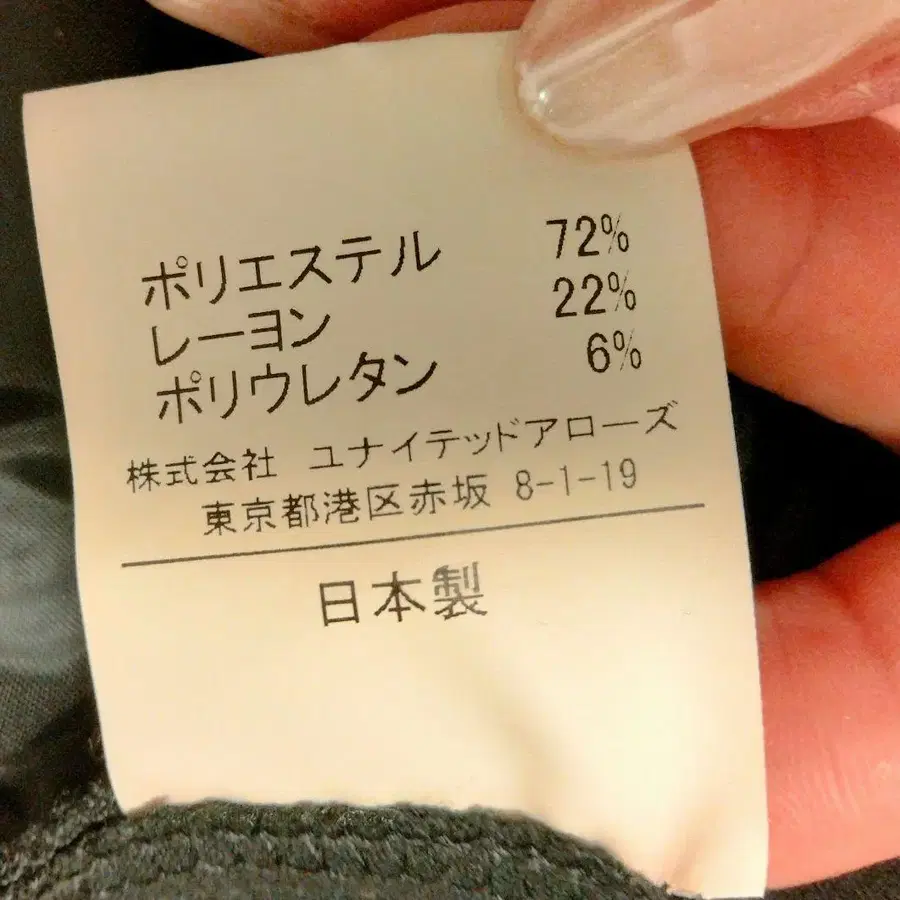 ポリエステル 72%
レーヨン 22%
ポリウレタン 6%
株式会社 ユナイテッドアローズ
東京都港区赤坂 8-1-19
日本製